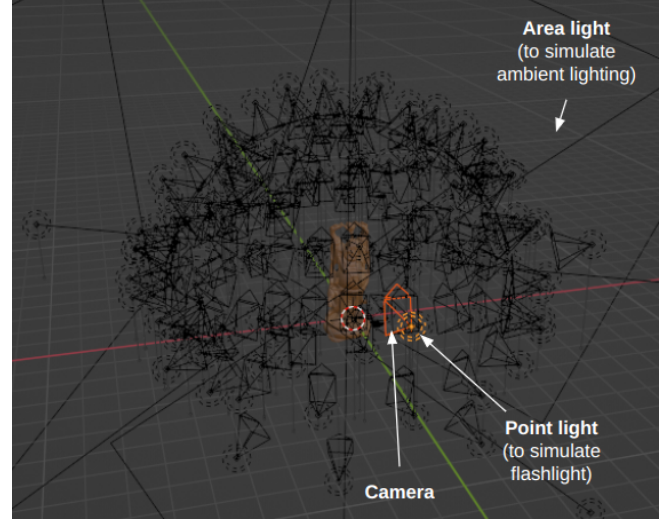 Area light
(to simulate
ambient lighting)
Point light
(to simulate
flashlight)
Camera